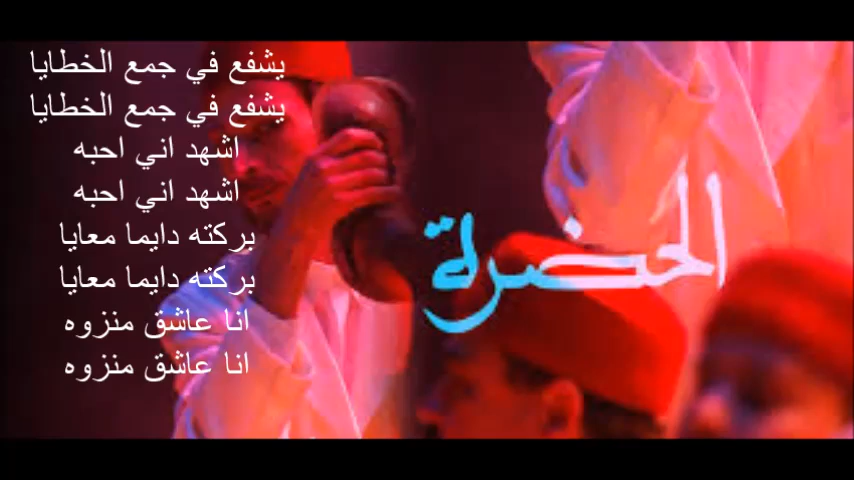 يشفع في جمع الخطايا
يشفع في جمع الخطايا
اشهد اني احبه
اشهد اني احبه
بركته دايما معايا
بركته دايما معايا
انا عاشق منزوه
انا عاشق منزوه
الحضرة